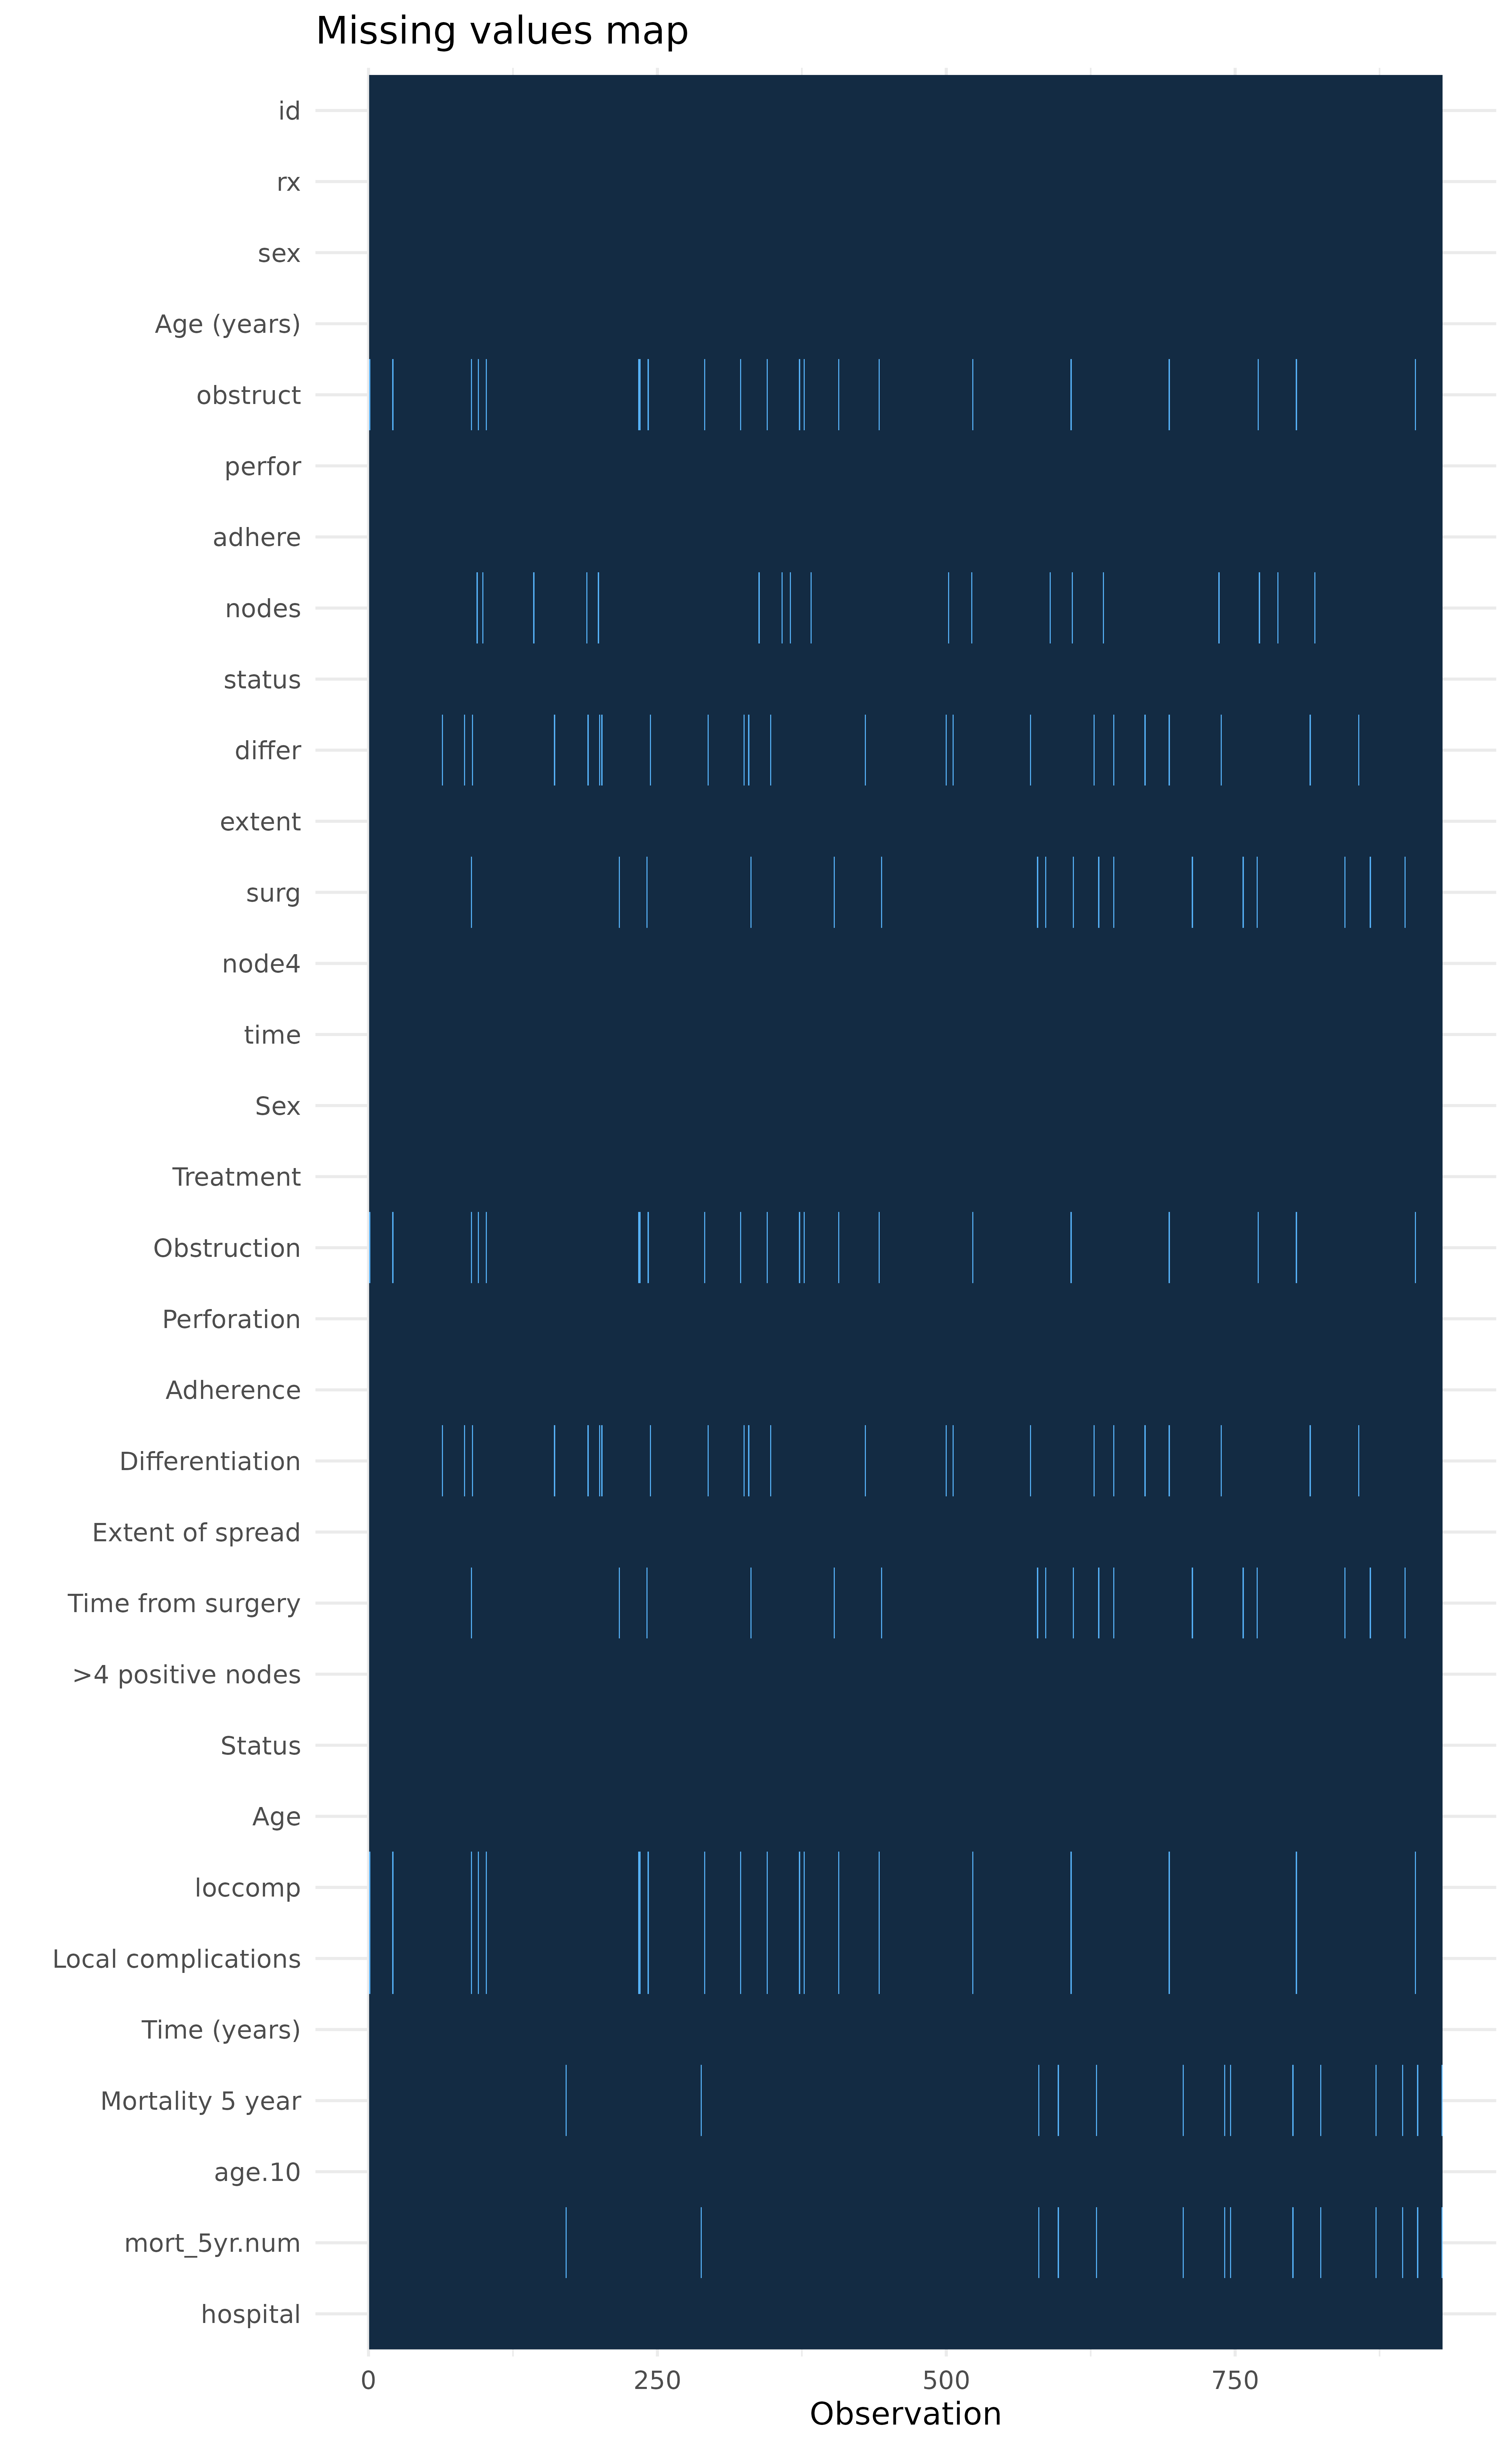 Missing values map
id
rx
sex
Age (years)
obstruct
perfor
adhere
nodes
status
differ
extent
surg
node4
time
Sex
Treatment
Obstruction
Perforation
Adherence
Differentiation
Extent of spread
Time from surgery
>4 positive nodes
Status
Age
loccomp
Local complications
Time (years)
Mortality 5 year
age.10
mort_5yr.num
hospital
0 250 500 750
Observation